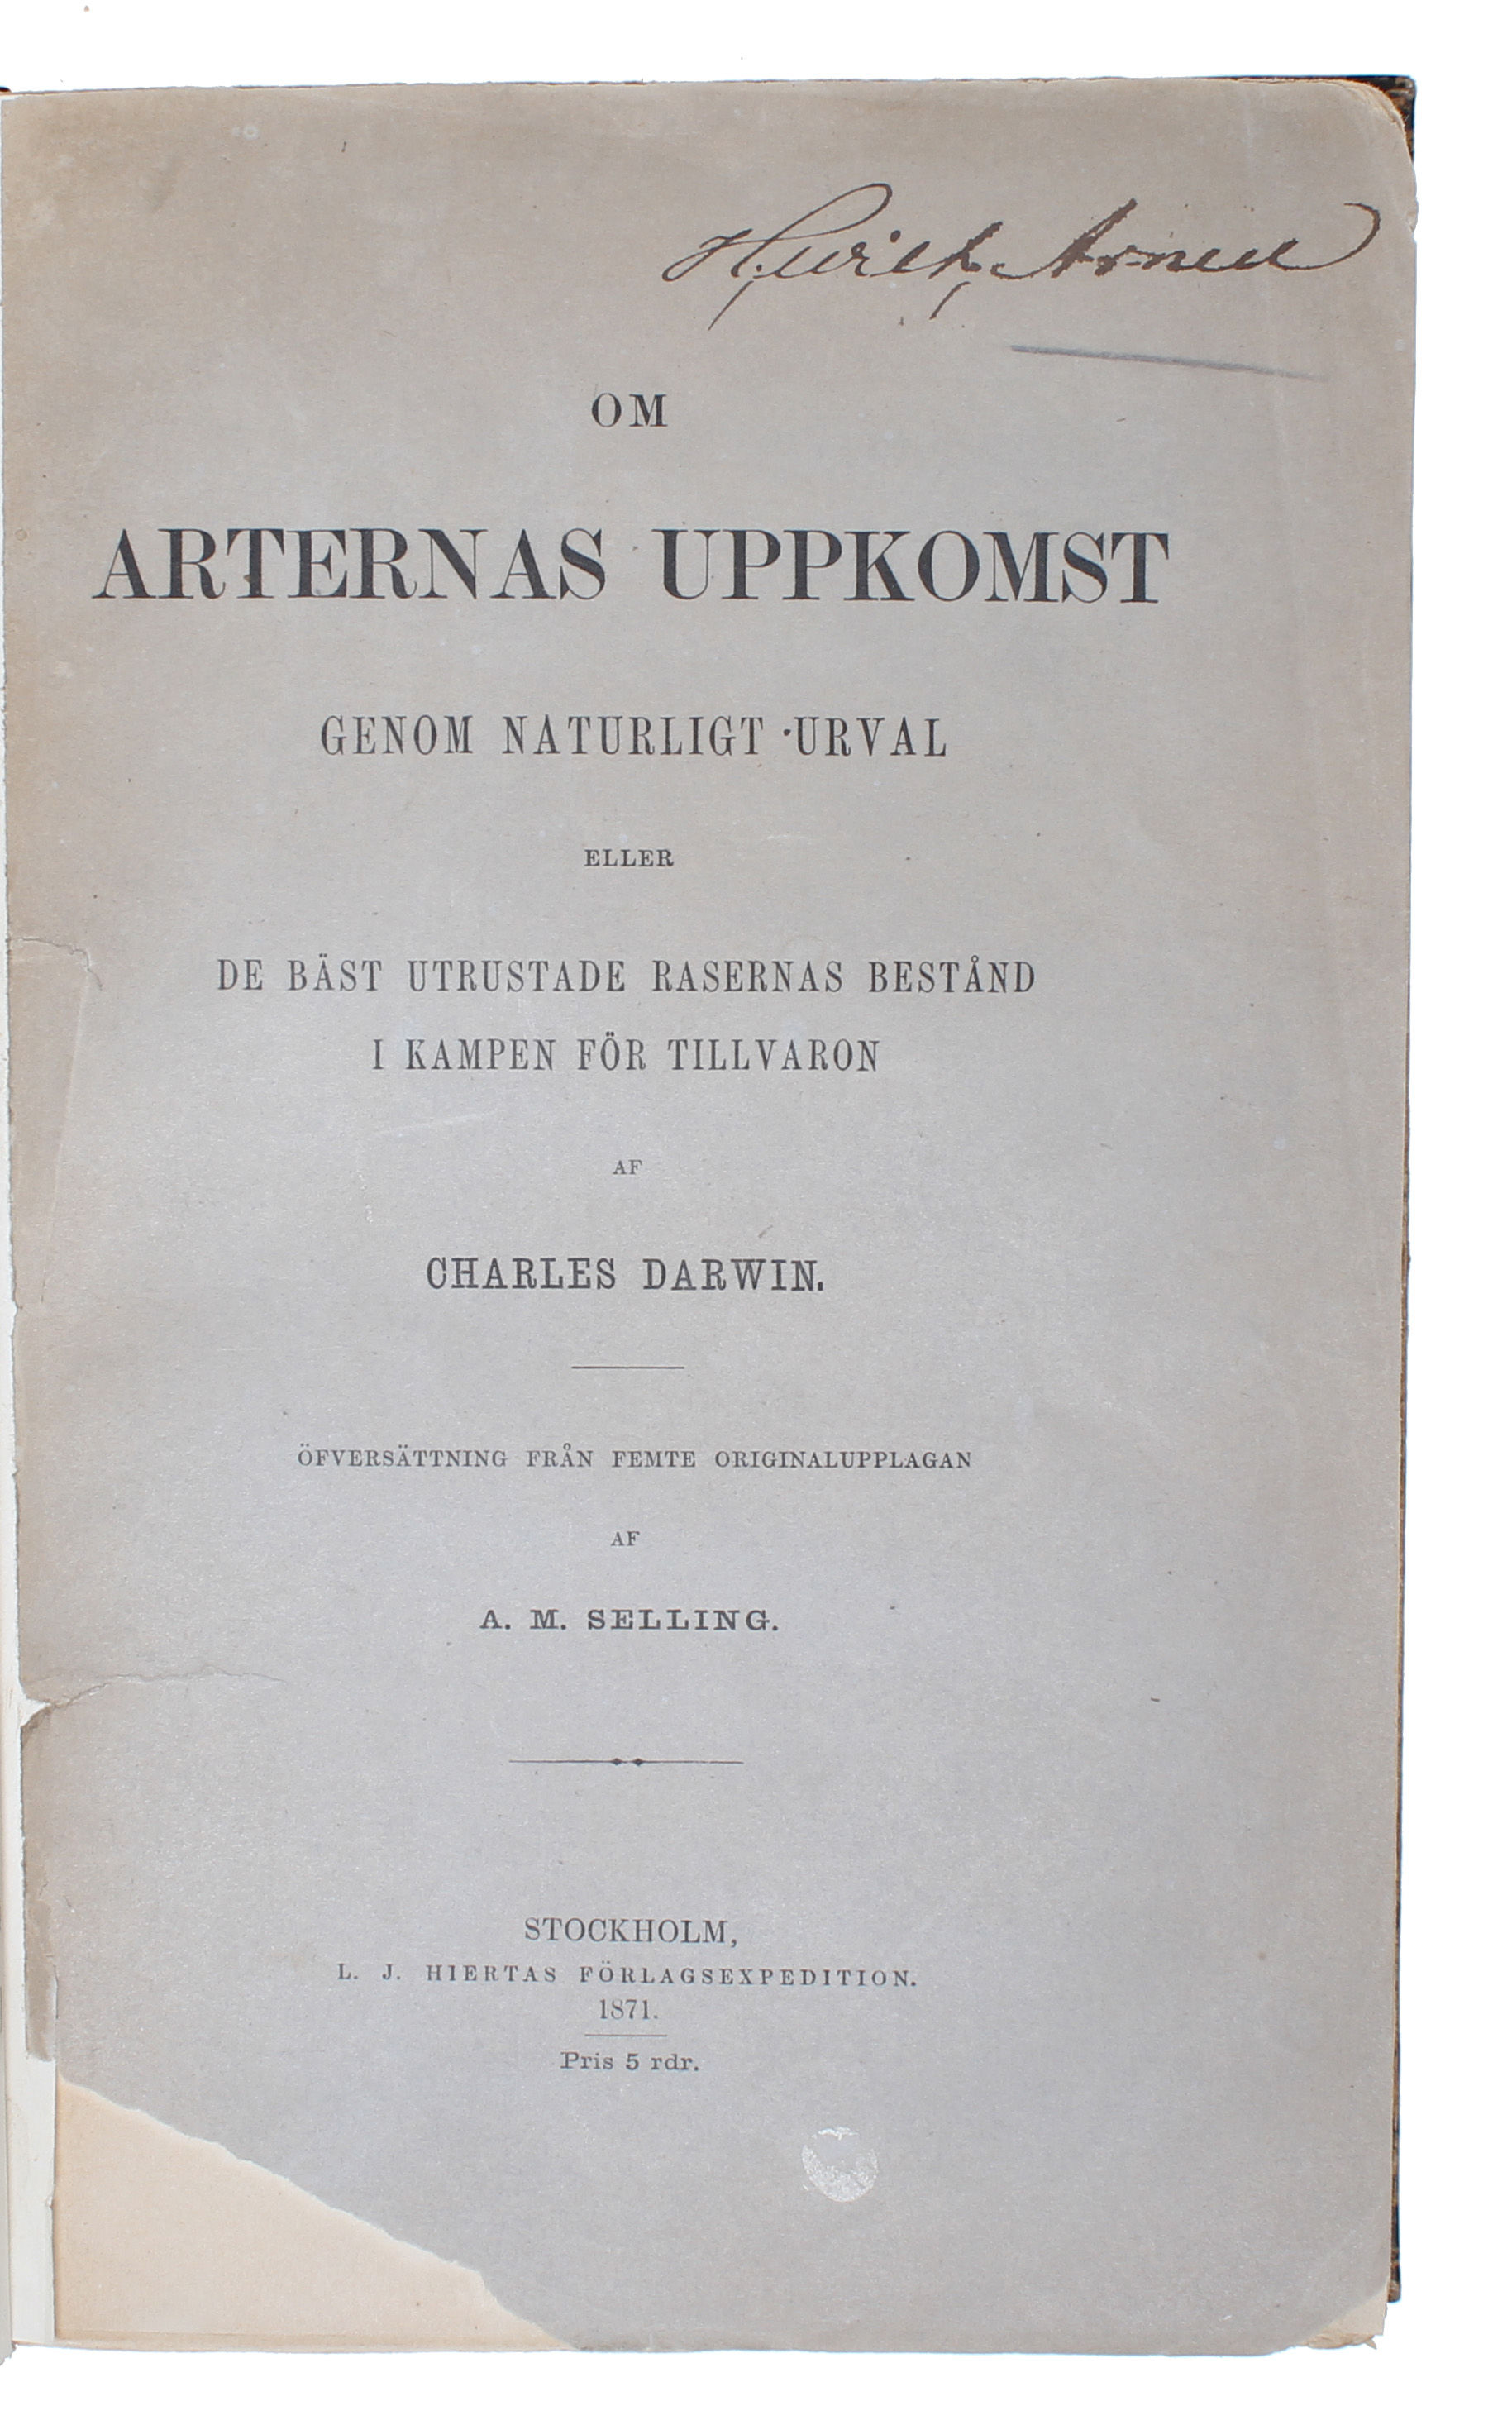 OM
ARTERNAS UPPKOMST
GENOM NATURLIGT URVAL
ELLER
DE BÄST UTRUSTADE RASERNAS BESTÅND
I KAMPEN FÖR TILLVARON
AF
CHARLES DARWIN.
ÖFVERSÄTTNING FRÅN FEMTE ORIGINALUPPLAGAN
AF
A. M. SELLING.
STOCKHOLM,
L. J. HIERTAS FÖRLAGSEXPEDITION.
1871.
Pris 5 rdr.